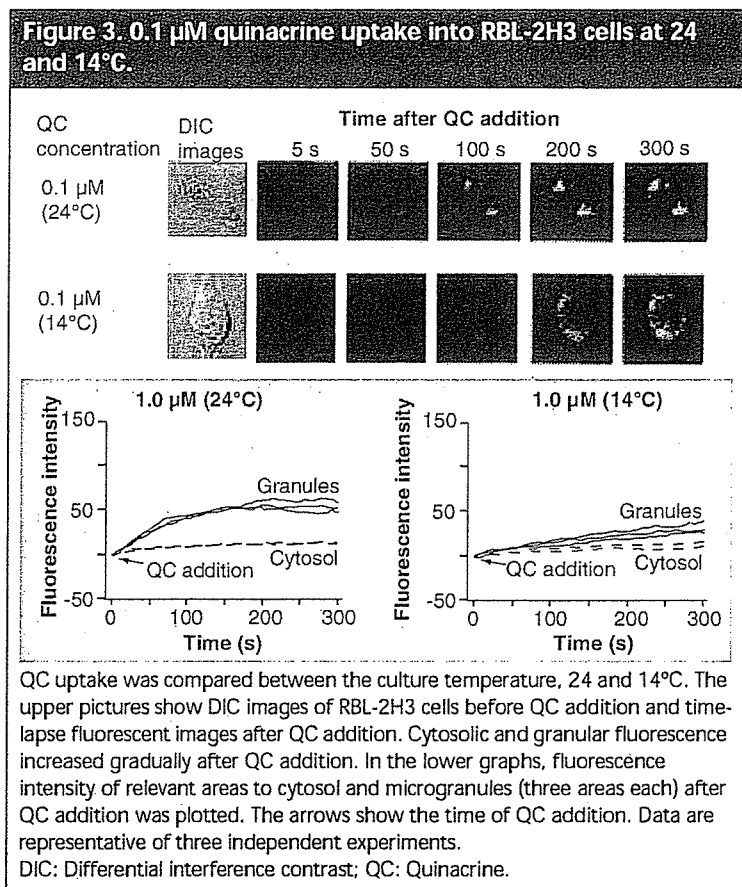 Figure 3. 0.1 µM quinacrine uptake into RBL-2H3 cells at 24
and 14°C.
QC
concentration
DIC
images
Time after QC addition
5 s 50 s 100 s 200 s 300 s
0.1 µM
(24°C)
0.1 µM
(14°C)
1.0 µM (24°C)
Fluorescence intensity
150
50
-50
Granules
Cytosol
QC addition
0 100 200 300
Time (s)
1.0 µM (14°C)
Fluorescence intensity
150
50
-50
Granules
Cytosol
QC addition
0 100 200 300
Time (s)
QC uptake was compared between the culture temperature, 24 and 14°C. The
upper pictures show DIC images of RBL-2H3 cells before QC addition and time-
lapse fluorescent images after QC addition. Cytosolic and granular fluorescence
increased gradually after QC addition. In the lower graphs, fluorescence
intensity of relevant areas to cytosol and microgranules (three areas each) after
QC addition was plotted. The arrows show the time of QC addition. Data are
representative of three independent experiments.
DIC: Differential interference contrast; QC: Quinacrine.